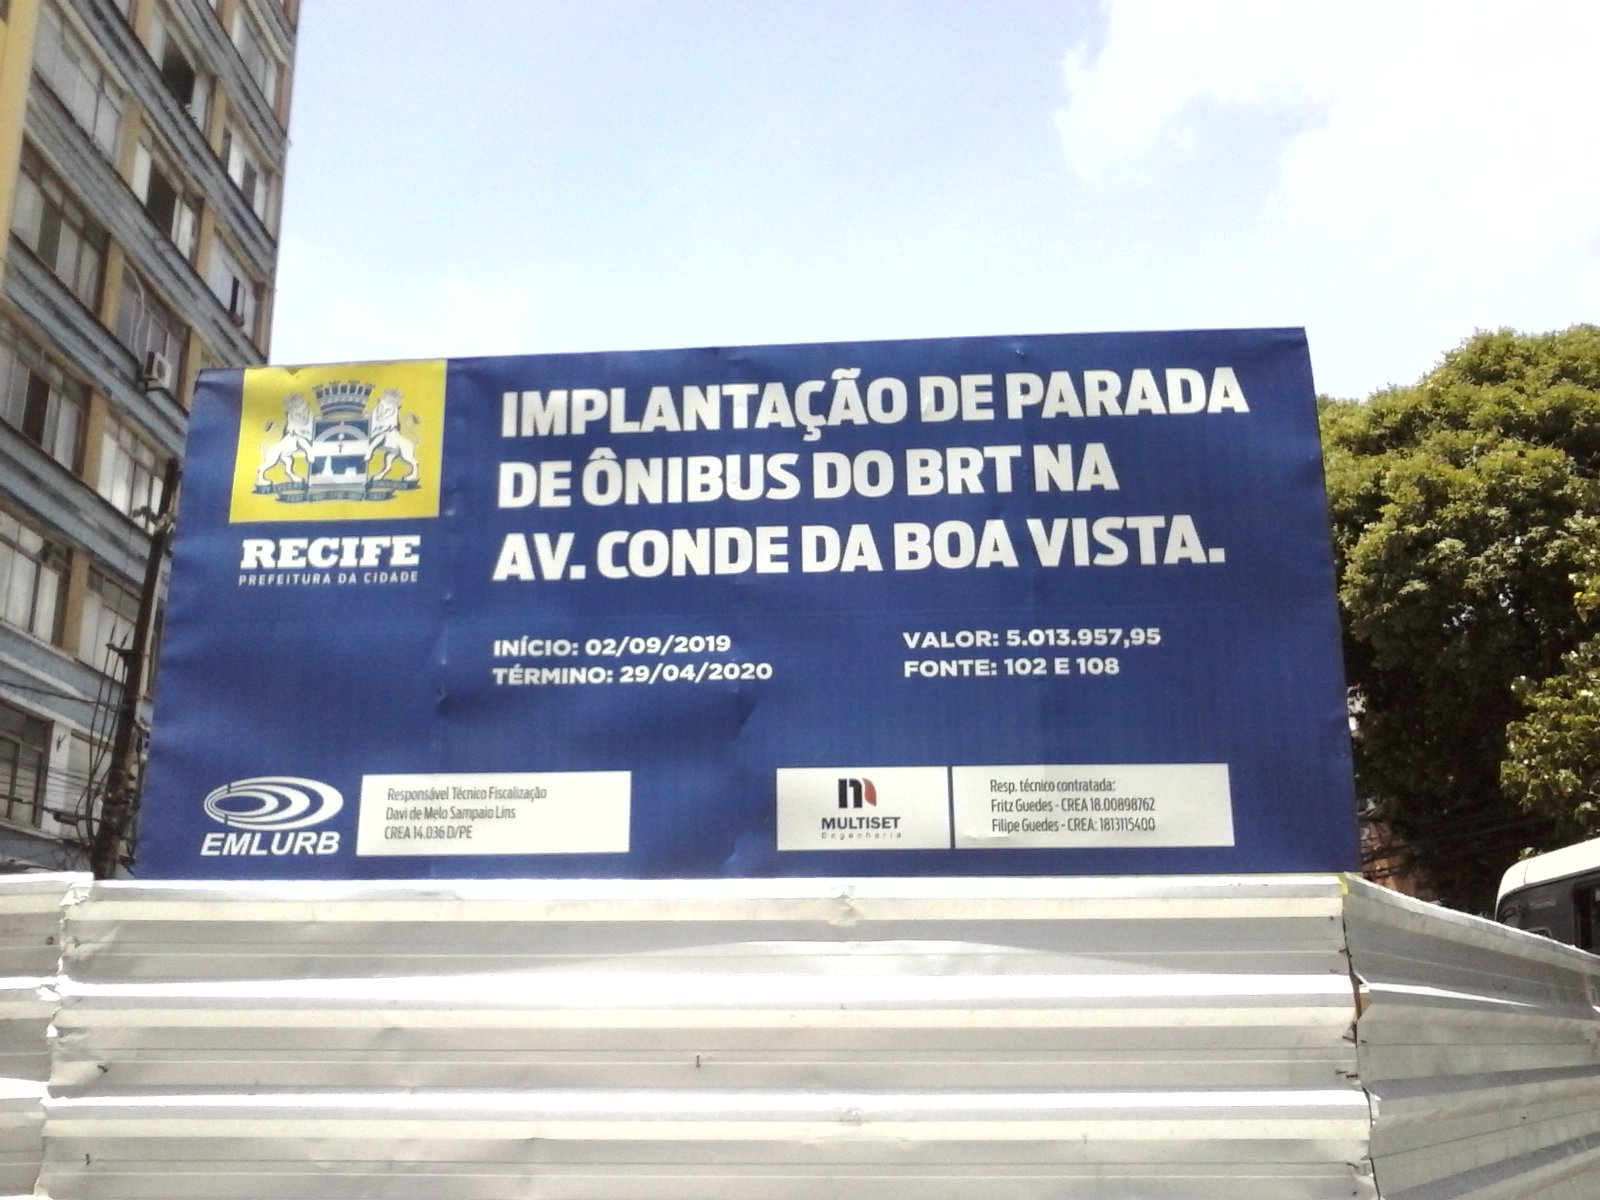 IMPLANTAÇÃO DE PARADA
DE ÔNIBUS DO BRT NA
AV. CONDE DA BOA VISTA.
RECIFE
PREFEITURA DA CIDADE
INÍCIO: 02/09/2019
TÉRMINO: 29/04/2020
VALOR: 5.013.957,95
FONTE: 102 E 108
EMLURB
Responsável Técnico Fiscalização
Davi de Melo Sampaio Lins
CREA 14.036 D/PE
MULTISET
Engenharia
Resp. técnico contratada:
Fritz Guedes - CREA 18.00898762
Filipe Guedes - CREA: 1813115400